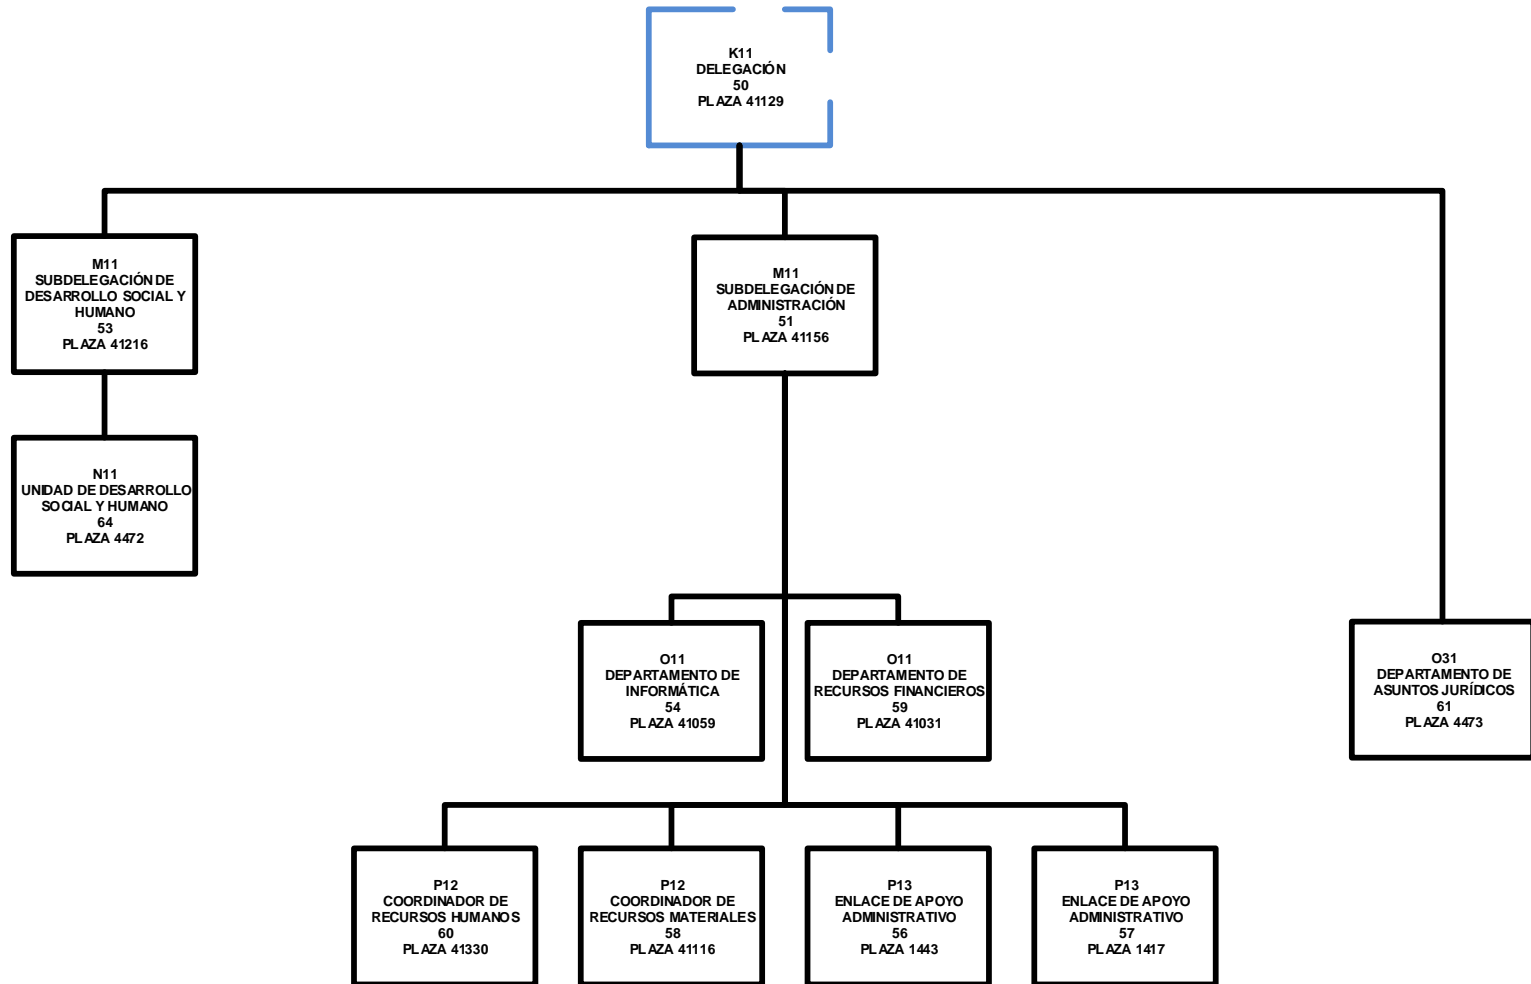 K11
DELEGACIÓN
50
PLAZA 41129
M11
SUBDELEGACIÓN DE
DESARROLLO SOCIAL Y
HUMANO
53
PLAZA 41216
M11
SUBDELEGACIÓN DE
ADMINISTRACIÓN
51
PLAZA 41156
N11
UNIDAD DE DESARROLLO
SOCIAL Y HUMANO
64
PLAZA 4472
O11
DEPARTAMENTO DE
INFORMÁTICA
54
PLAZA 41059
O11
DEPARTAMENTO DE
RECURSOS FINANCIEROS
59
PLAZA 41031
O31
DEPARTAMENTO DE
ASUNTOS JURÍDICOS
61
PLAZA 4473
P12
COORDINADOR DE
RECURSOS HUMANOS
60
PLAZA 41330
P12
COORDINADOR DE
RECURSOS MATERIALES
58
PLAZA 41116
P13
ENLACE DE APOYO
ADMINISTRATIVO
56
PLAZA 1443
P13
ENLACE DE APOYO
ADMINISTRATIVO
57
PLAZA 1417